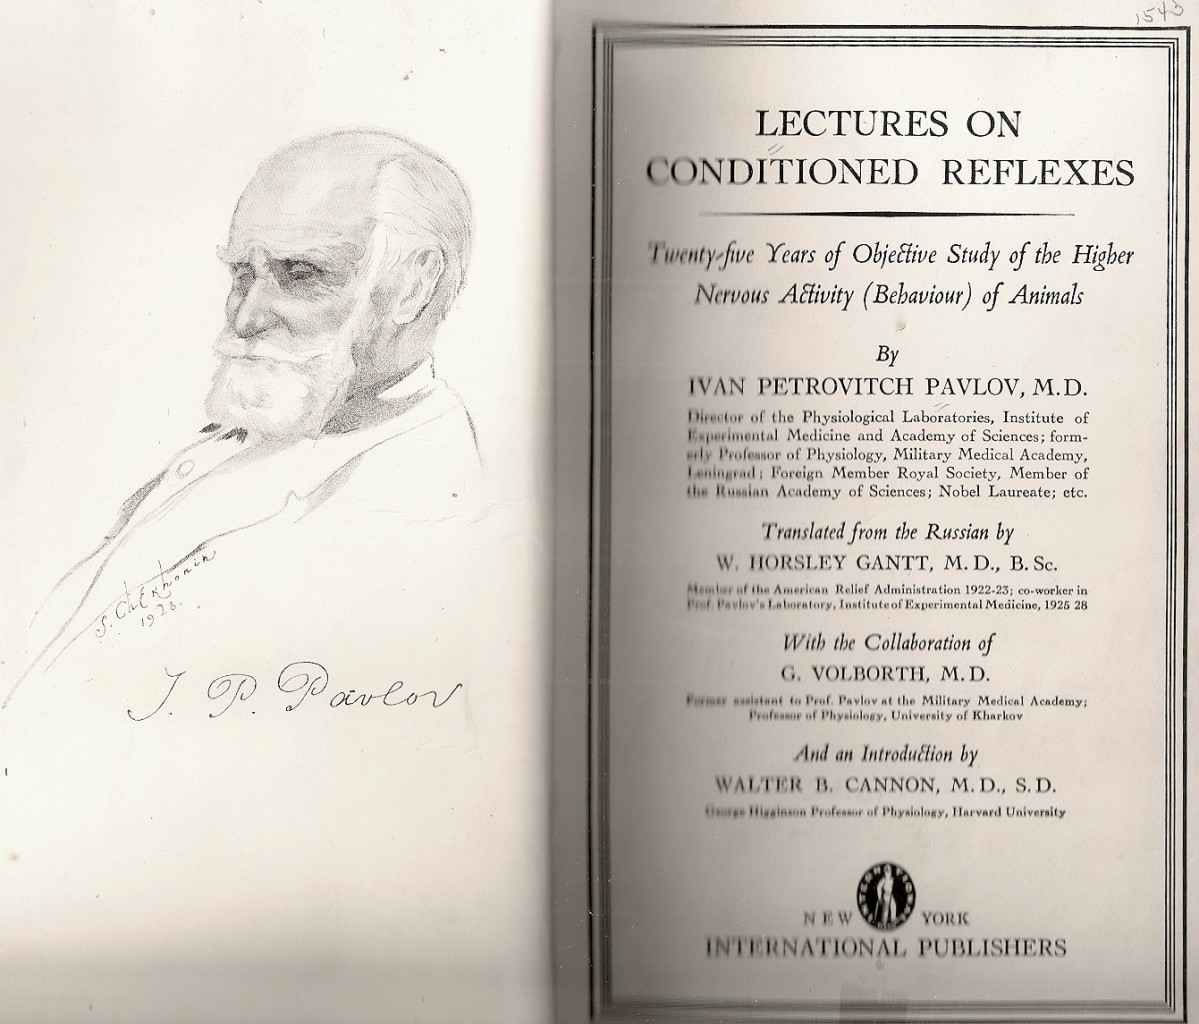 S. Chekhonin
1928.
I. P. Pavlov
1543
LECTURES ON
CONDITIONED REFLEXES
Twenty-five Years of Objective Study of the Higher
Nervous Activity (Behaviour) of Animals
By
IVAN PETROVITCH PAVLOV, M.D.
Director of the Physiological Laboratories, Institute of
Experimental Medicine and Academy of Sciences; form-
erly Professor of Physiology, Military Medical Academy,
Leningrad; Foreign Member Royal Society, Member of
the Russian Academy of Sciences; Nobel Laureate; etc.
Translated from the Russian by
W. HORSLEY GANTT, M. D., B. Sc.
Member of the American Relief Administration 1922-23; co-worker in
Prof. Pavlov's Laboratory, Institute of Experimental Medicine, 1925 28
With the Collaboration of
G. VOLBORTH, M. D.
Former assistant to Prof. Pavlov at the Military Medical Academy;
Professor of Physiology, University of Kharkov
And an Introduction by
WALTER B. CANNON, M. D., S. D.
George Higginson Professor of Physiology, Harvard University
NEW YORK
INTERNATIONAL PUBLISHERS